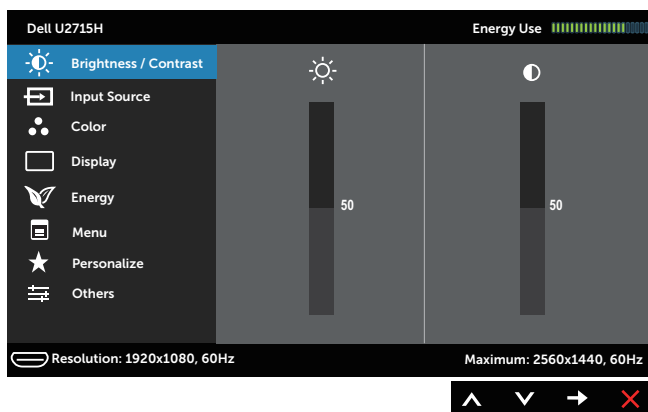 Dell U2715H
Energy Use
Brightness / Contrast
Input Source
Color
Display
Energy
Menu
Personalize
Others
50
50
Resolution: 1920x1080, 60Hz
Maximum: 2560x1440, 60Hz